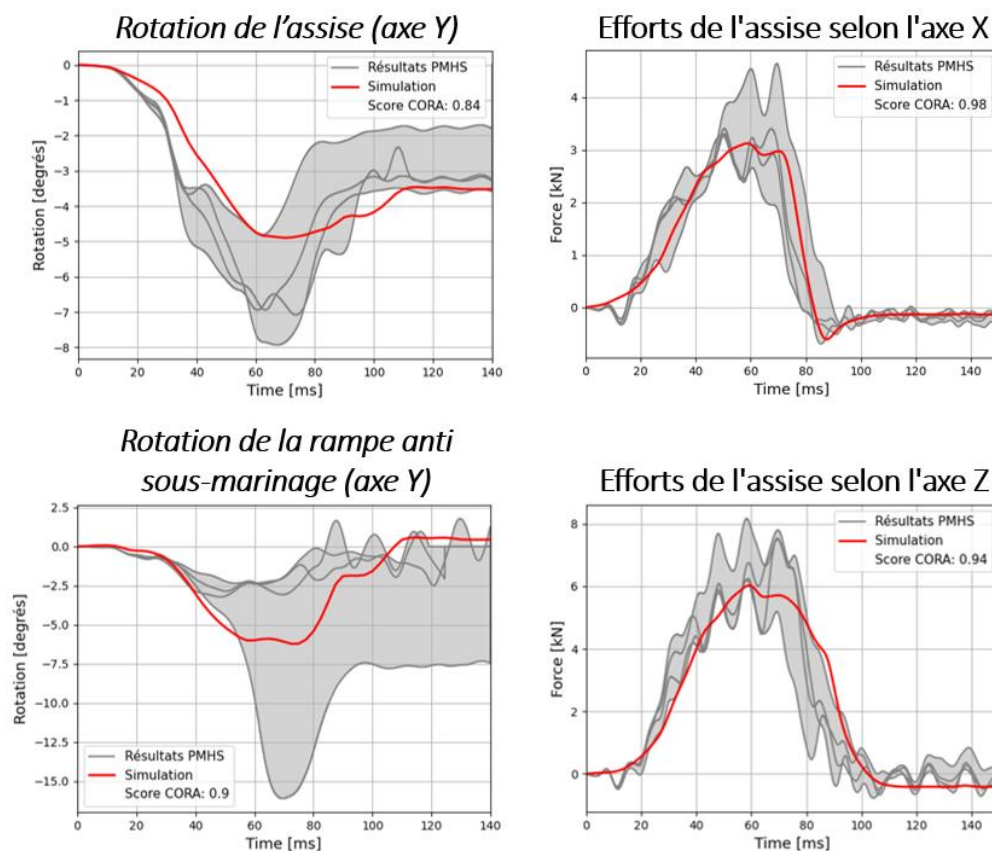 Rotation de l’assise (axe Y)
0
-1
-2
-3
-4
-5
-6
-7
-8
Rotation [degrés]
Résultats PMHS
Simulation
Score CORA: 0.84
0 20 40 60 80 100 120 140
Time [ms]
Efforts de l'assise selon l'axe X
4
3
2
1
0
Force [kN]
Résultats PMHS
Simulation
Score CORA: 0.98
0 20 40 60 80 100 120 140
Time [ms]
Rotation de la rampe anti
sous-marinage (axe Y)
2.5
0.0
−2.5
−5.0
−7.5
−10.0
−12.5
−15.0
Rotation [degrés]
Résultats PMHS
Simulation
Score CORA: 0.9
0 20 40 60 80 100 120 140
Time [ms]
Efforts de l'assise selon l'axe Z
8
6
4
2
0
Force [kN]
Résultats PMHS
Simulation
Score CORA: 0.94
0 20 40 60 80 100 120 140
Time [ms]